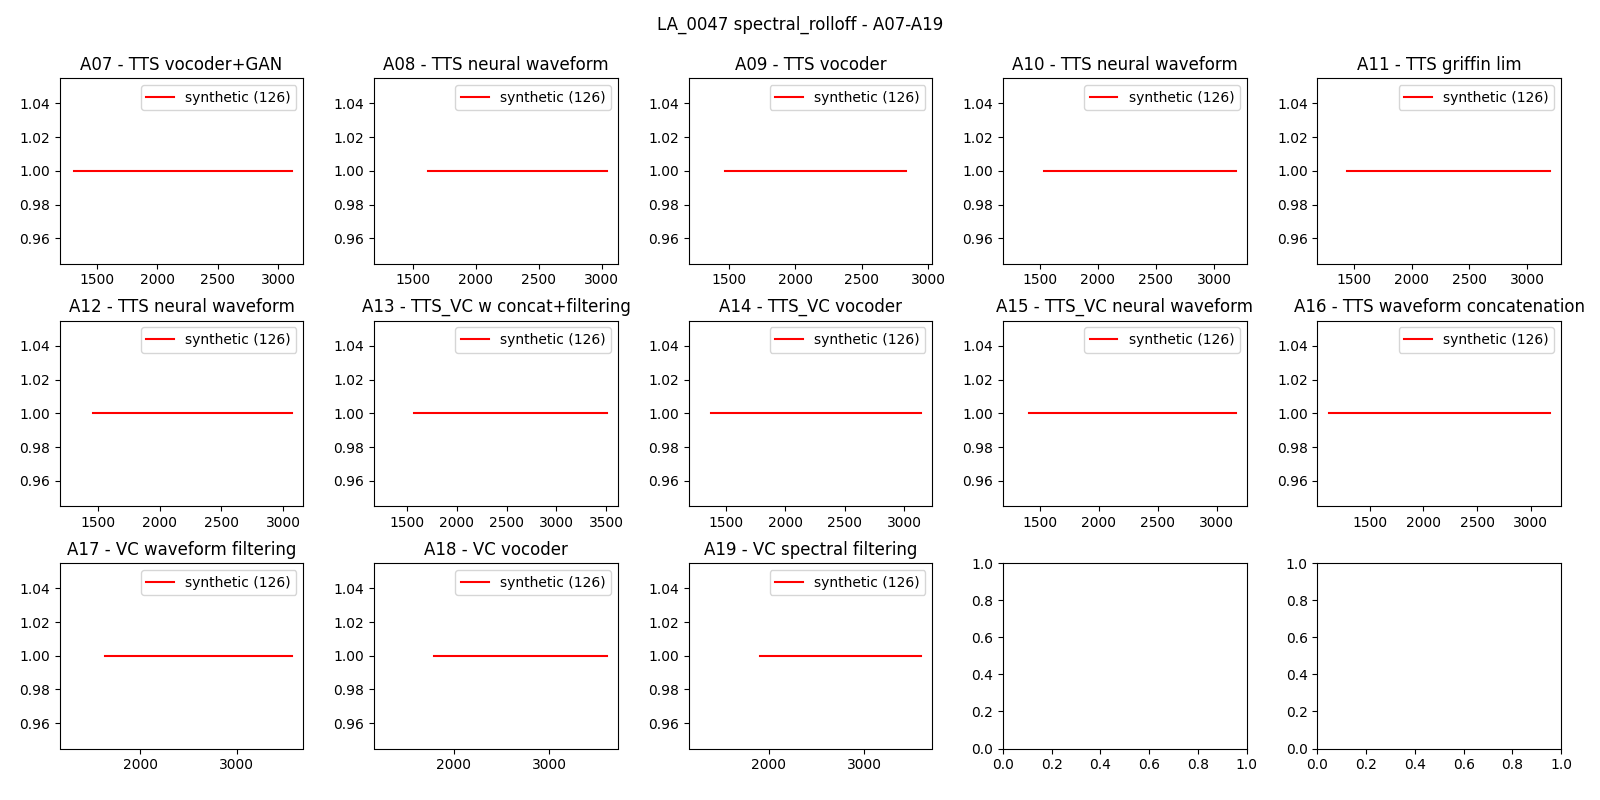 LA_0047 spectral_rolloff - A07-A19
A07 - TTS vocoder+GAN
synthetic (126)
1.04
1.02
1.00
0.98
0.96
1500 2000 2500 3000
A08 - TTS neural waveform
synthetic (126)
1.04
1.02
1.00
0.98
0.96
1500 2000 2500 3000
A09 - TTS vocoder
synthetic (126)
1.04
1.02
1.00
0.98
0.96
1500 2000 2500 3000
A10 - TTS neural waveform
synthetic (126)
1.04
1.02
1.00
0.98
0.96
1500 2000 2500 3000
A11 - TTS griffin lim
synthetic (126)
1.04
1.02
1.00
0.98
0.96
1500 2000 2500 3000
A12 - TTS neural waveform
synthetic (126)
1.04
1.02
1.00
0.98
0.96
1500 2000 2500 3000
A13 - TTS_VC w concat+filtering
synthetic (126)
1.04
1.02
1.00
0.98
0.96
1500 2000 2500 3000 3500
A14 - TTS_VC vocoder
synthetic (126)
1.04
1.02
1.00
0.98
0.96
1500 2000 2500 3000
A15 - TTS_VC neural waveform
synthetic (126)
1.04
1.02
1.00
0.98
0.96
1500 2000 2500 3000
A16 - TTS waveform concatenation
synthetic (126)
1.04
1.02
1.00
0.98
0.96
1500 2000 2500 3000
A17 - VC waveform filtering
synthetic (126)
1.04
1.02
1.00
0.98
0.96
2000 3000
A18 - VC vocoder
synthetic (126)
1.04
1.02
1.00
0.98
0.96
2000 3000
A19 - VC spectral filtering
synthetic (126)
1.04
1.02
1.00
0.98
0.96
2000 3000
1.0
0.8
0.6
0.4
0.2
0.0
0.0 0.2 0.4 0.6 0.8 1.0
1.0
0.8
0.6
0.4
0.2
0.0
0.0 0.2 0.4 0.6 0.8 1.0